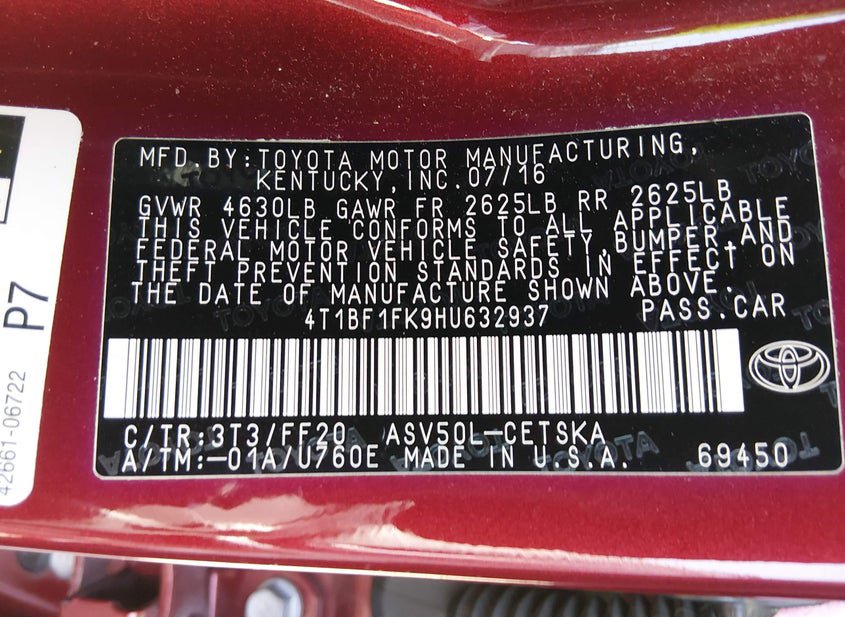 MFD.BY:TOYOTA MOTOR MANUFACTURING,
KENTUCKY,INC.07/16
GVWR 4630LB GAWR FR 2625LB RR 2625LB
THIS VEHICLE CONFORMS TO ALL APPLICABLE
FEDERAL MOTOR VEHICLE SAFETY,BUMPER,AND
THEFT PREVENTION STANDARDS IN EFFECT ON
THE DATE OF MANUFACTURE SHOWN ABOVE.
4T1BF1FK9HU632937 PASS.CAR
C/TR:3T3/FF20 ASV50L-CETSKA
A/TM:-01A/U760E MADE IN U.S.A. 69450
P7
42661-06722